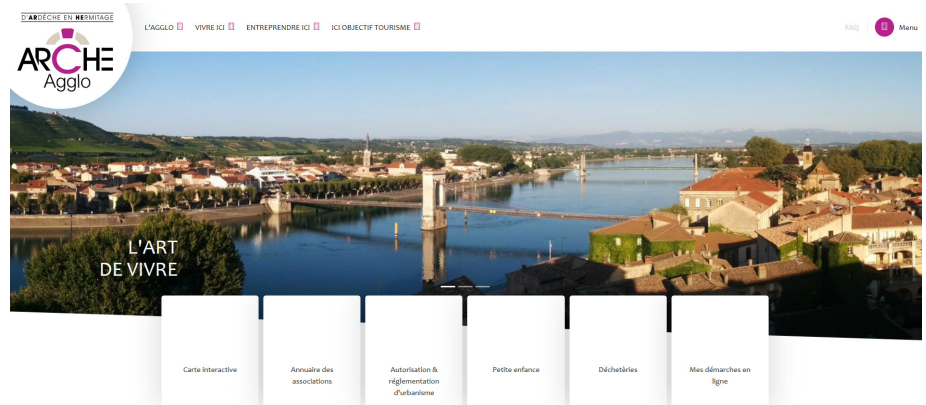 D'ARDÈCHE EN HERMITAGE
ARCHE
Agglo
L'AGGLO
VIVRE ICI
ENTREPRENDRE ICI
ICI OBJECTIF TOURISME
FAQ
Menu
L'ART
DE VIVRE
Carte interactive
Annuaire des
associations
Autorisation &
réglementation
d'urbanisme
Petite enfance
Déchetèries
Mes démarches en
ligne